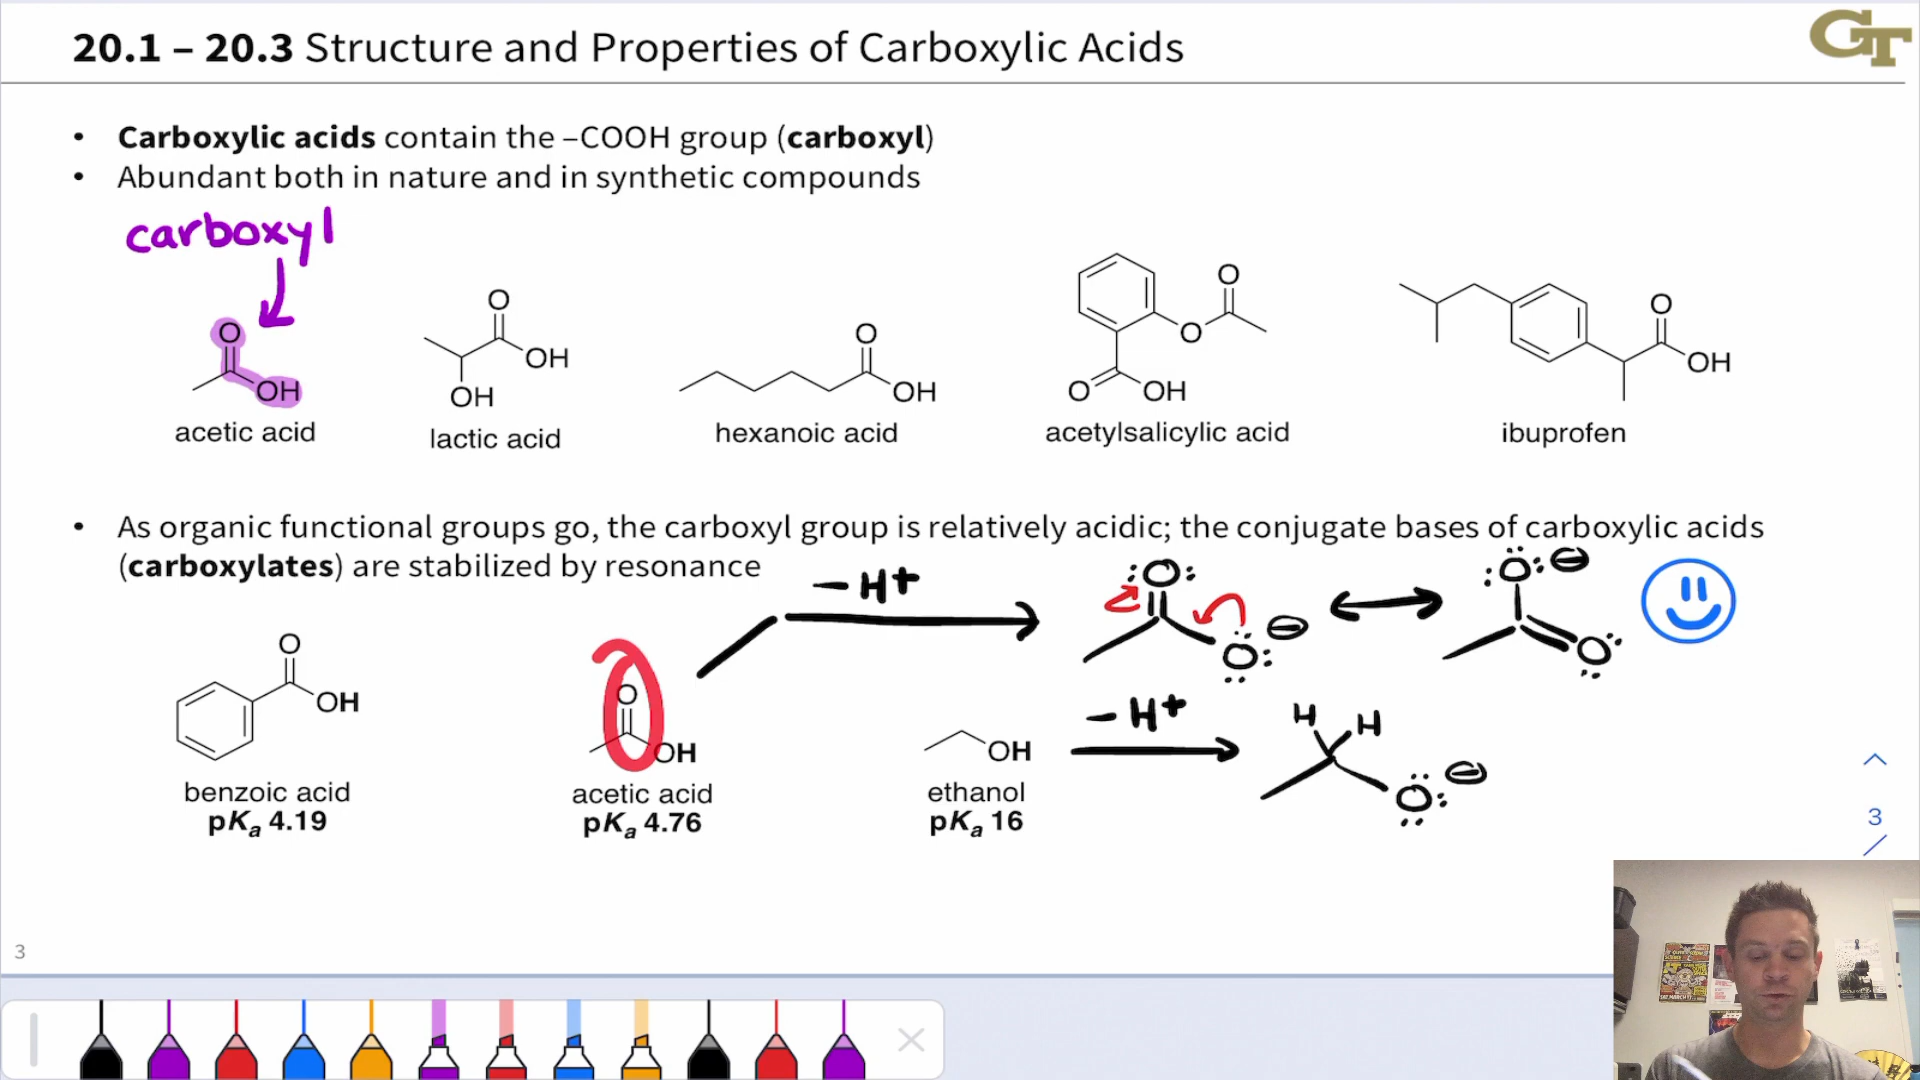 20.1 – 20.3 Structure and Properties of Carboxylic Acids
GT
• Carboxylic acids contain the –COOH group (carboxyl)
• Abundant both in nature and in synthetic compounds
carboxyl
O
OH
acetic acid
O
OH
OH
lactic acid
O
OH
hexanoic acid
O
O
O
OH
acetylsalicylic acid
O
OH
ibuprofen
• As organic functional groups go, the carboxyl group is relatively acidic; the conjugate bases of carboxylic acids
(carboxylates) are stabilized by resonance
O
OH
benzoic acid
pKa 4.19
O
OH
acetic acid
pKa 4.76
– H+
:O:
O: ⊖
:O: ⊖
O
OH
ethanol
pKa 16
– H+
H H
O: ⊖
3
3